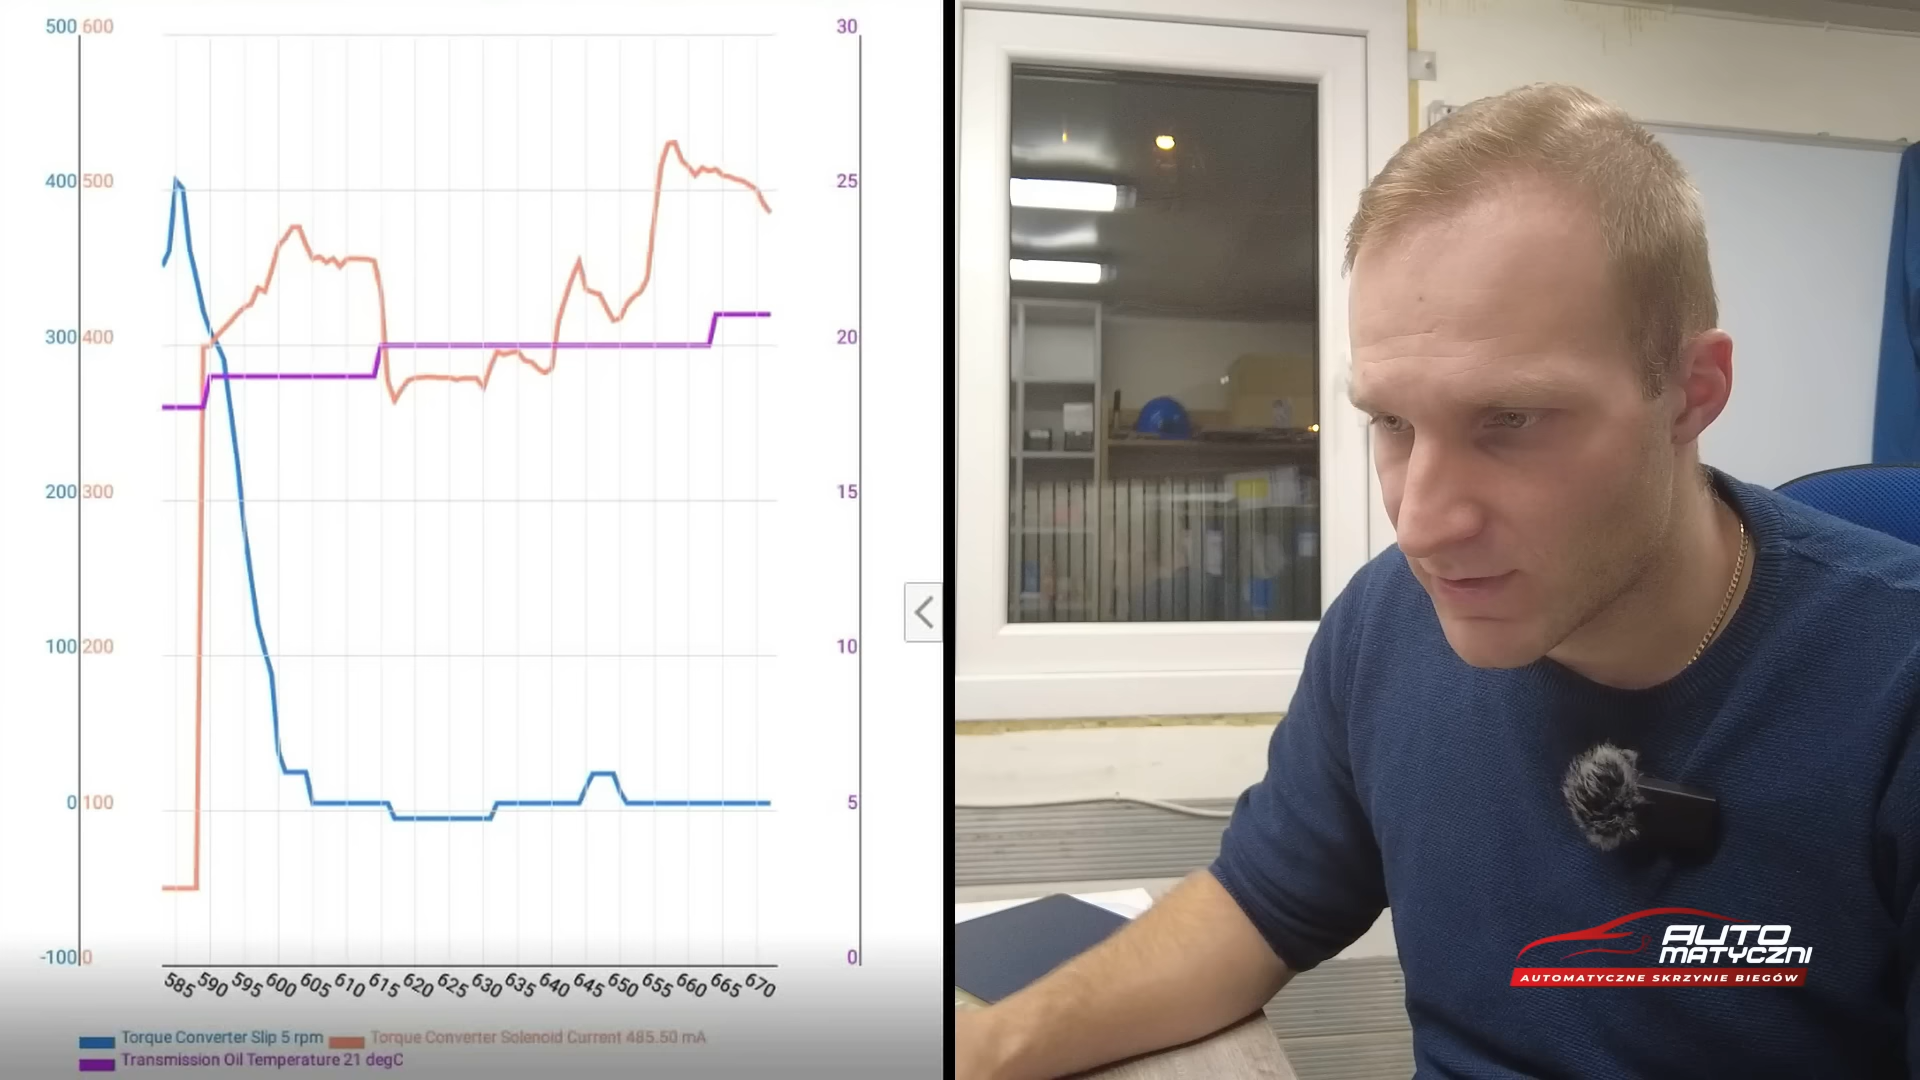 500 600
30
400 500
25
300 400
20
200 300
15
100 200
10
0 100
5
-100 0
0
585 590 595 600 605 610 615 620 625 630 635 640 645 650 655 660 665 670
Torque Converter Slip 5 rpm Torque Converter Solenoid Current 485.50 mA
Transmission Oil Temperature 21 degC
AUTO
MATYCZNI
AUTOMATYCZNE SKRZYNIE BIEGÓW